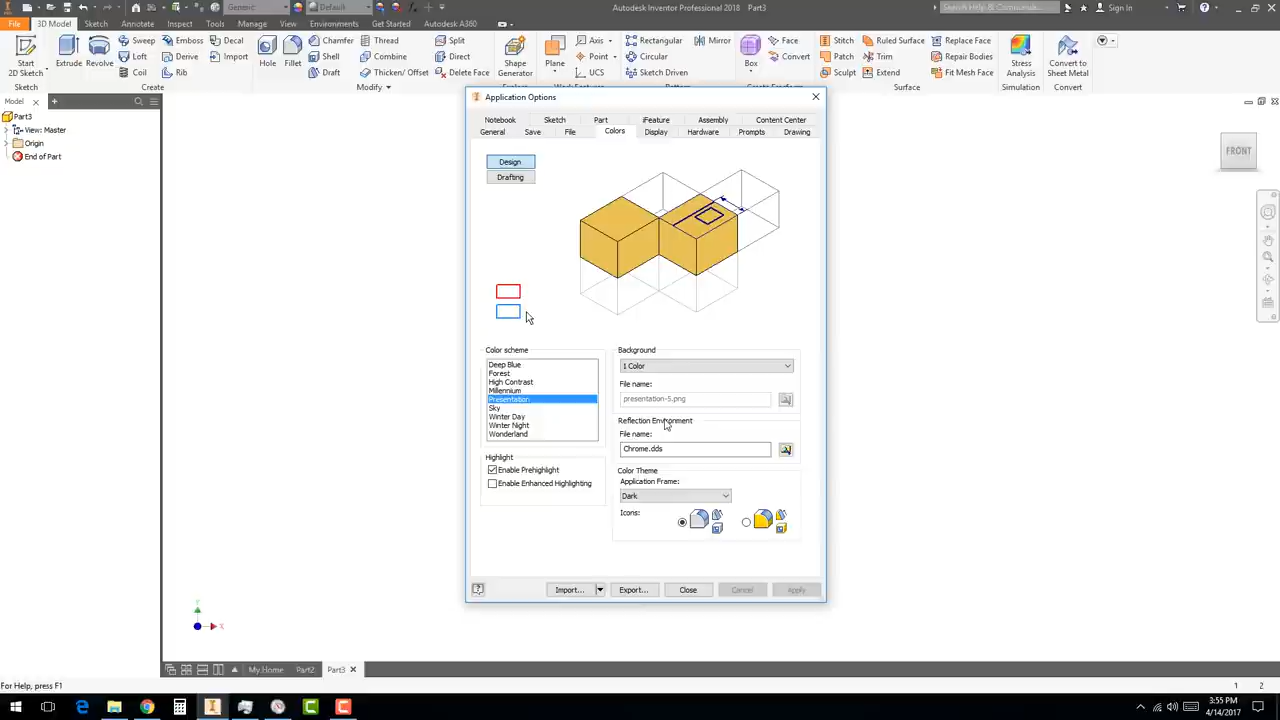 Generic
Default
Autodesk Inventor Professional 2018 Part3
Search Help & Commands...
Sign In
File 3D Model Sketch Annotate Inspect Tools Manage View Environments Get Started Autodesk A360
Start
2D Sketch
Extrude
Revolve
Sweep
Loft
Coil
Emboss
Derive
Rib
Decal
Import
Hole
Fillet
Chamfer
Shell
Draft
Thread
Combine
Thicken/ Offset
Split
Direct
Delete Face
Shape
Generator
Plane
Axis
Point
UCS
Rectangular
Circular
Sketch Driven
Mirror
Box
Face
Convert
Stitch
Patch
Sculpt
Ruled Surface
Trim
Extend
Replace Face
Repair Bodies
Fit Mesh Face
Stress
Analysis
Convert to
Sheet Metal
Sketch
Create
Modify
Surface
Simulation
Convert
Model
Part3
View: Master
Origin
End of Part
FRONT
Application Options
Notebook Sketch Part iFeature Assembly Content Center
General Save File Colors Display Hardware Prompts Drawing
Design
Drafting
Color scheme
Deep Blue
Forest
High Contrast
Millennium
Presentation
Sky
Winter Day
Winter Night
Wonderland
Highlight
Enable Prehighlight
Enable Enhanced Highlighting
Background
1 Color
File name:
presentation-5.png
Reflection Environment
File name:
Chrome.dds
Color Theme
Application Frame:
Dark
Icons:
Import... Export... Close Cancel Apply
Y
X
My Home Part2 Part3
For Help, press F1
1 2
3:55 PM
4/14/2017